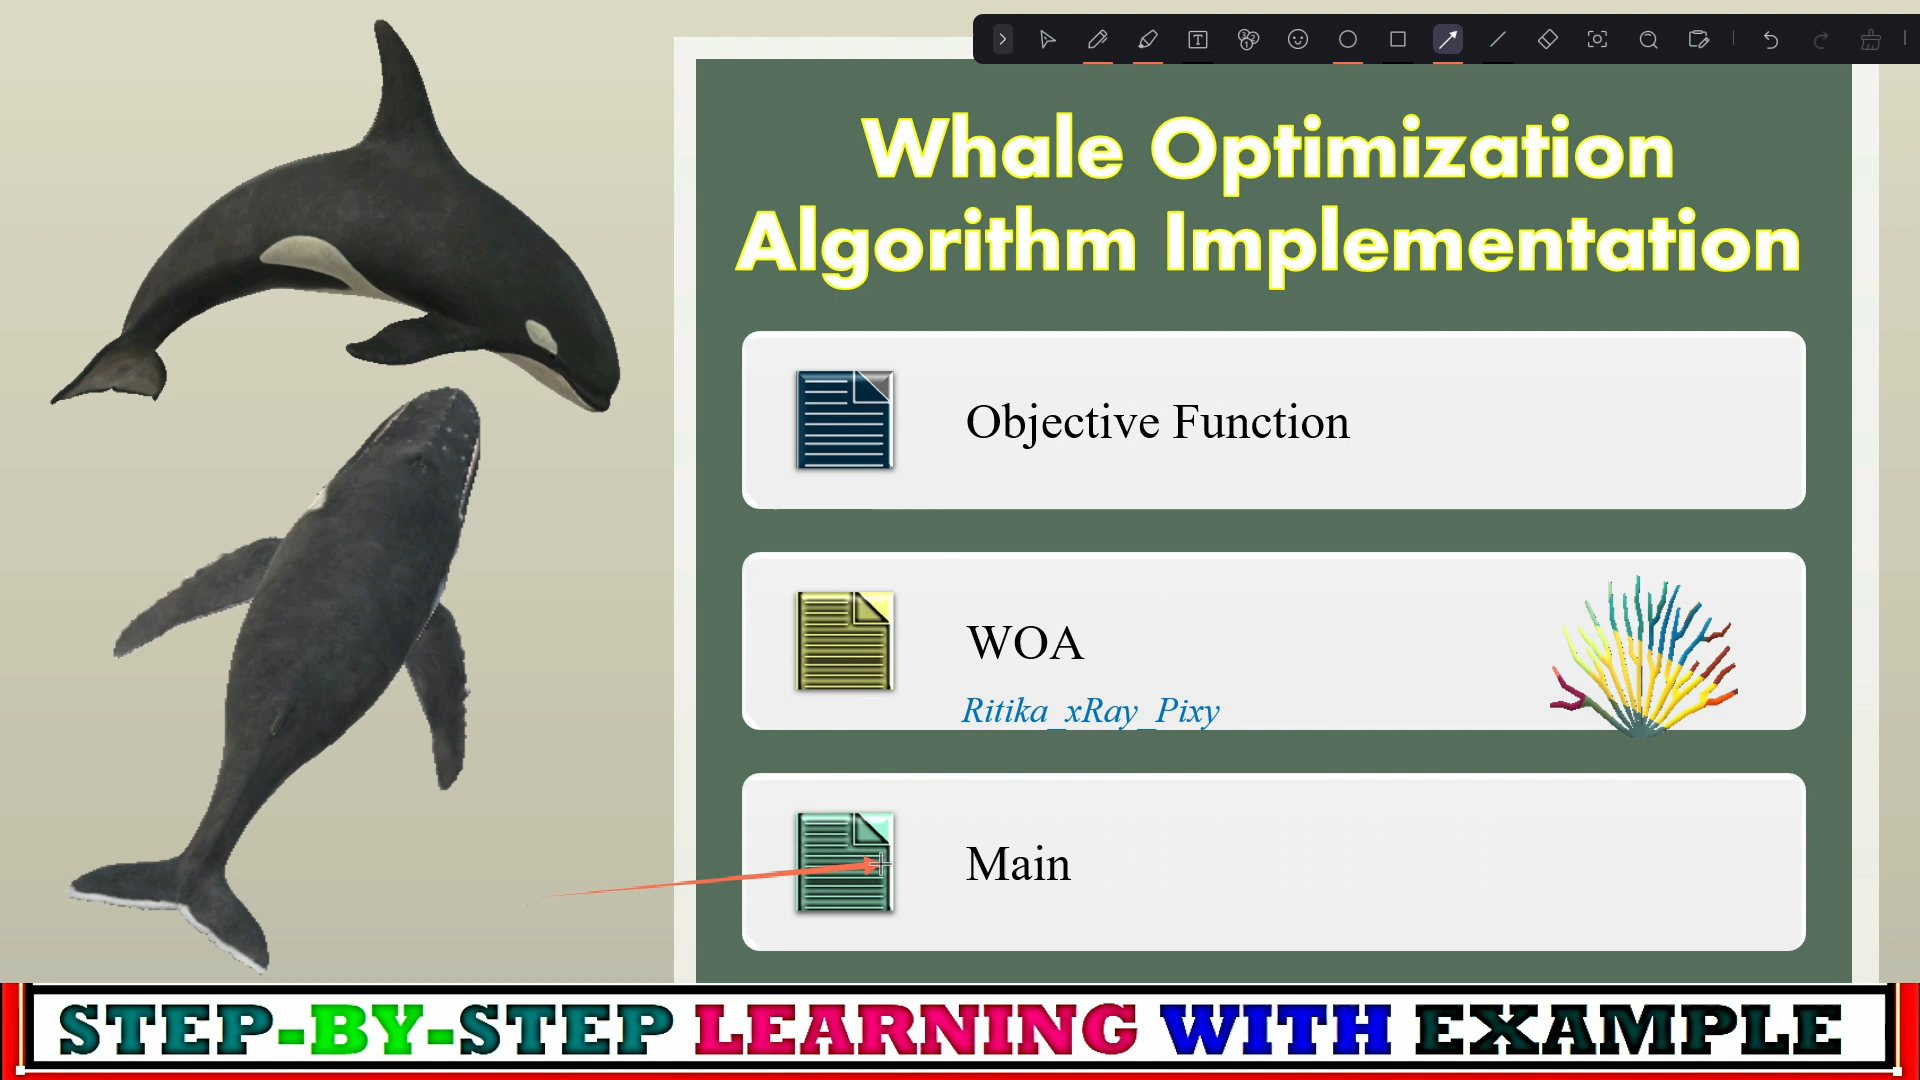 Whale Optimization
Algorithm Implementation
Objective Function
WOA
Ritika_xRay_Pixy
Main
STEP-BY-STEP LEARNING WITH EXAMPLE